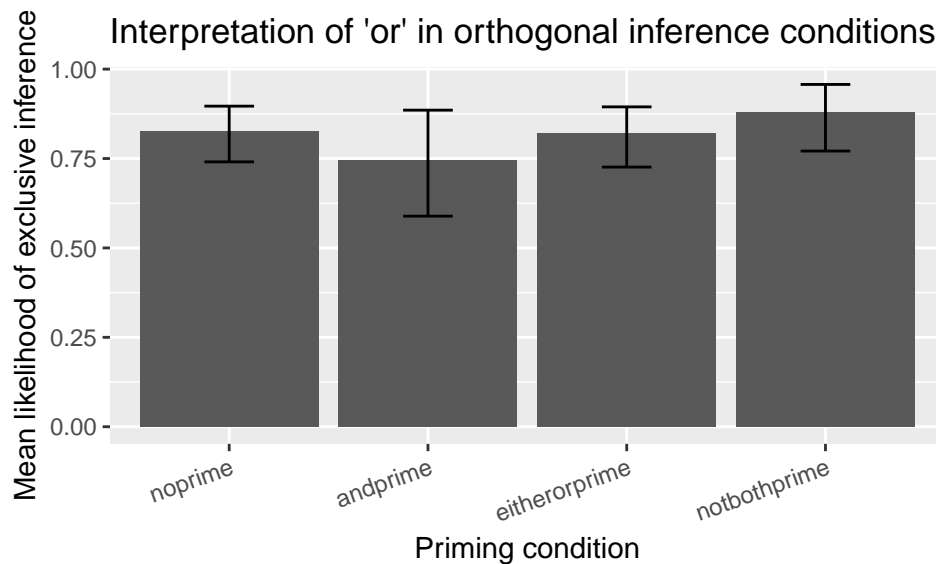 Interpretation of 'or' in orthogonal inference conditions
Mean likelihood of exclusive inference
1.00
0.75
0.50
0.25
0.00
noprime
andprime
eitherorprime
notbothprime
Priming condition